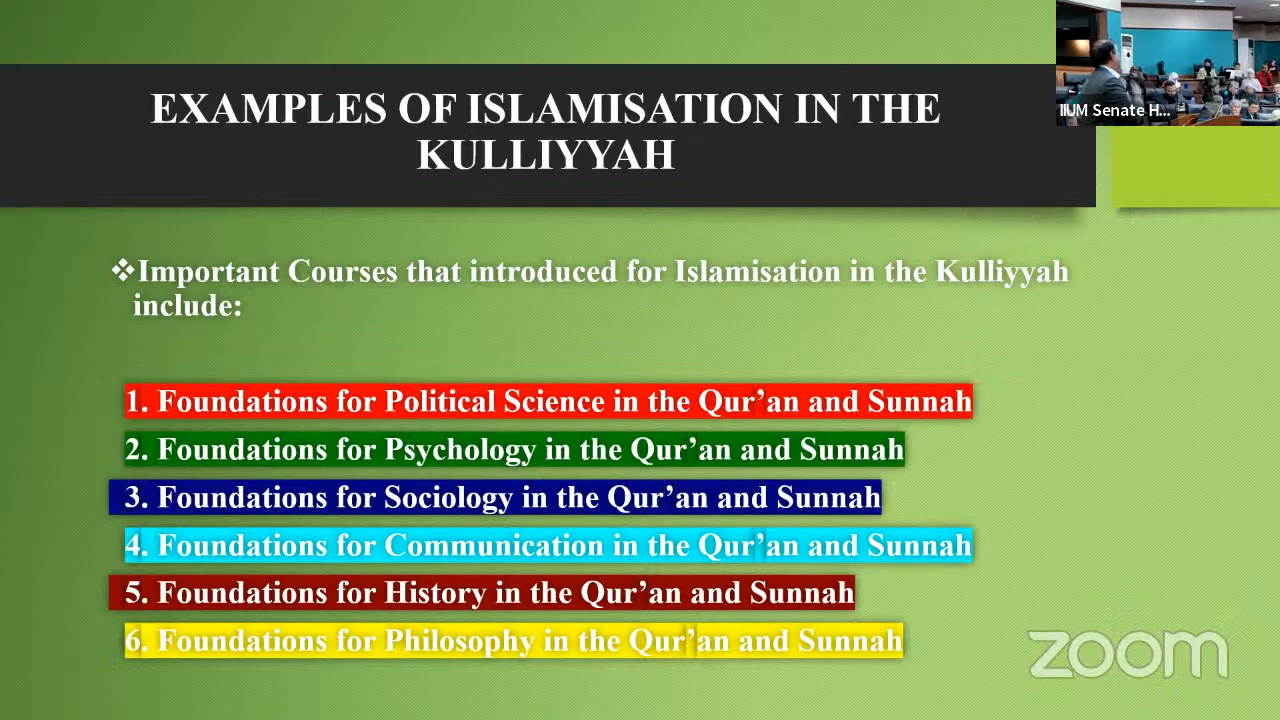 EXAMPLES OF ISLAMISATION IN THE
KULLIYYAH
IIUM Senate H...
❖Important Courses that introduced for Islamisation in the Kulliyyah
include:
1. Foundations for Political Science in the Qur’an and Sunnah
2. Foundations for Psychology in the Qur’an and Sunnah
3. Foundations for Sociology in the Qur’an and Sunnah
4. Foundations for Communication in the Qur’an and Sunnah
5. Foundations for History in the Qur’an and Sunnah
6. Foundations for Philosophy in the Qur’an and Sunnah
zoom